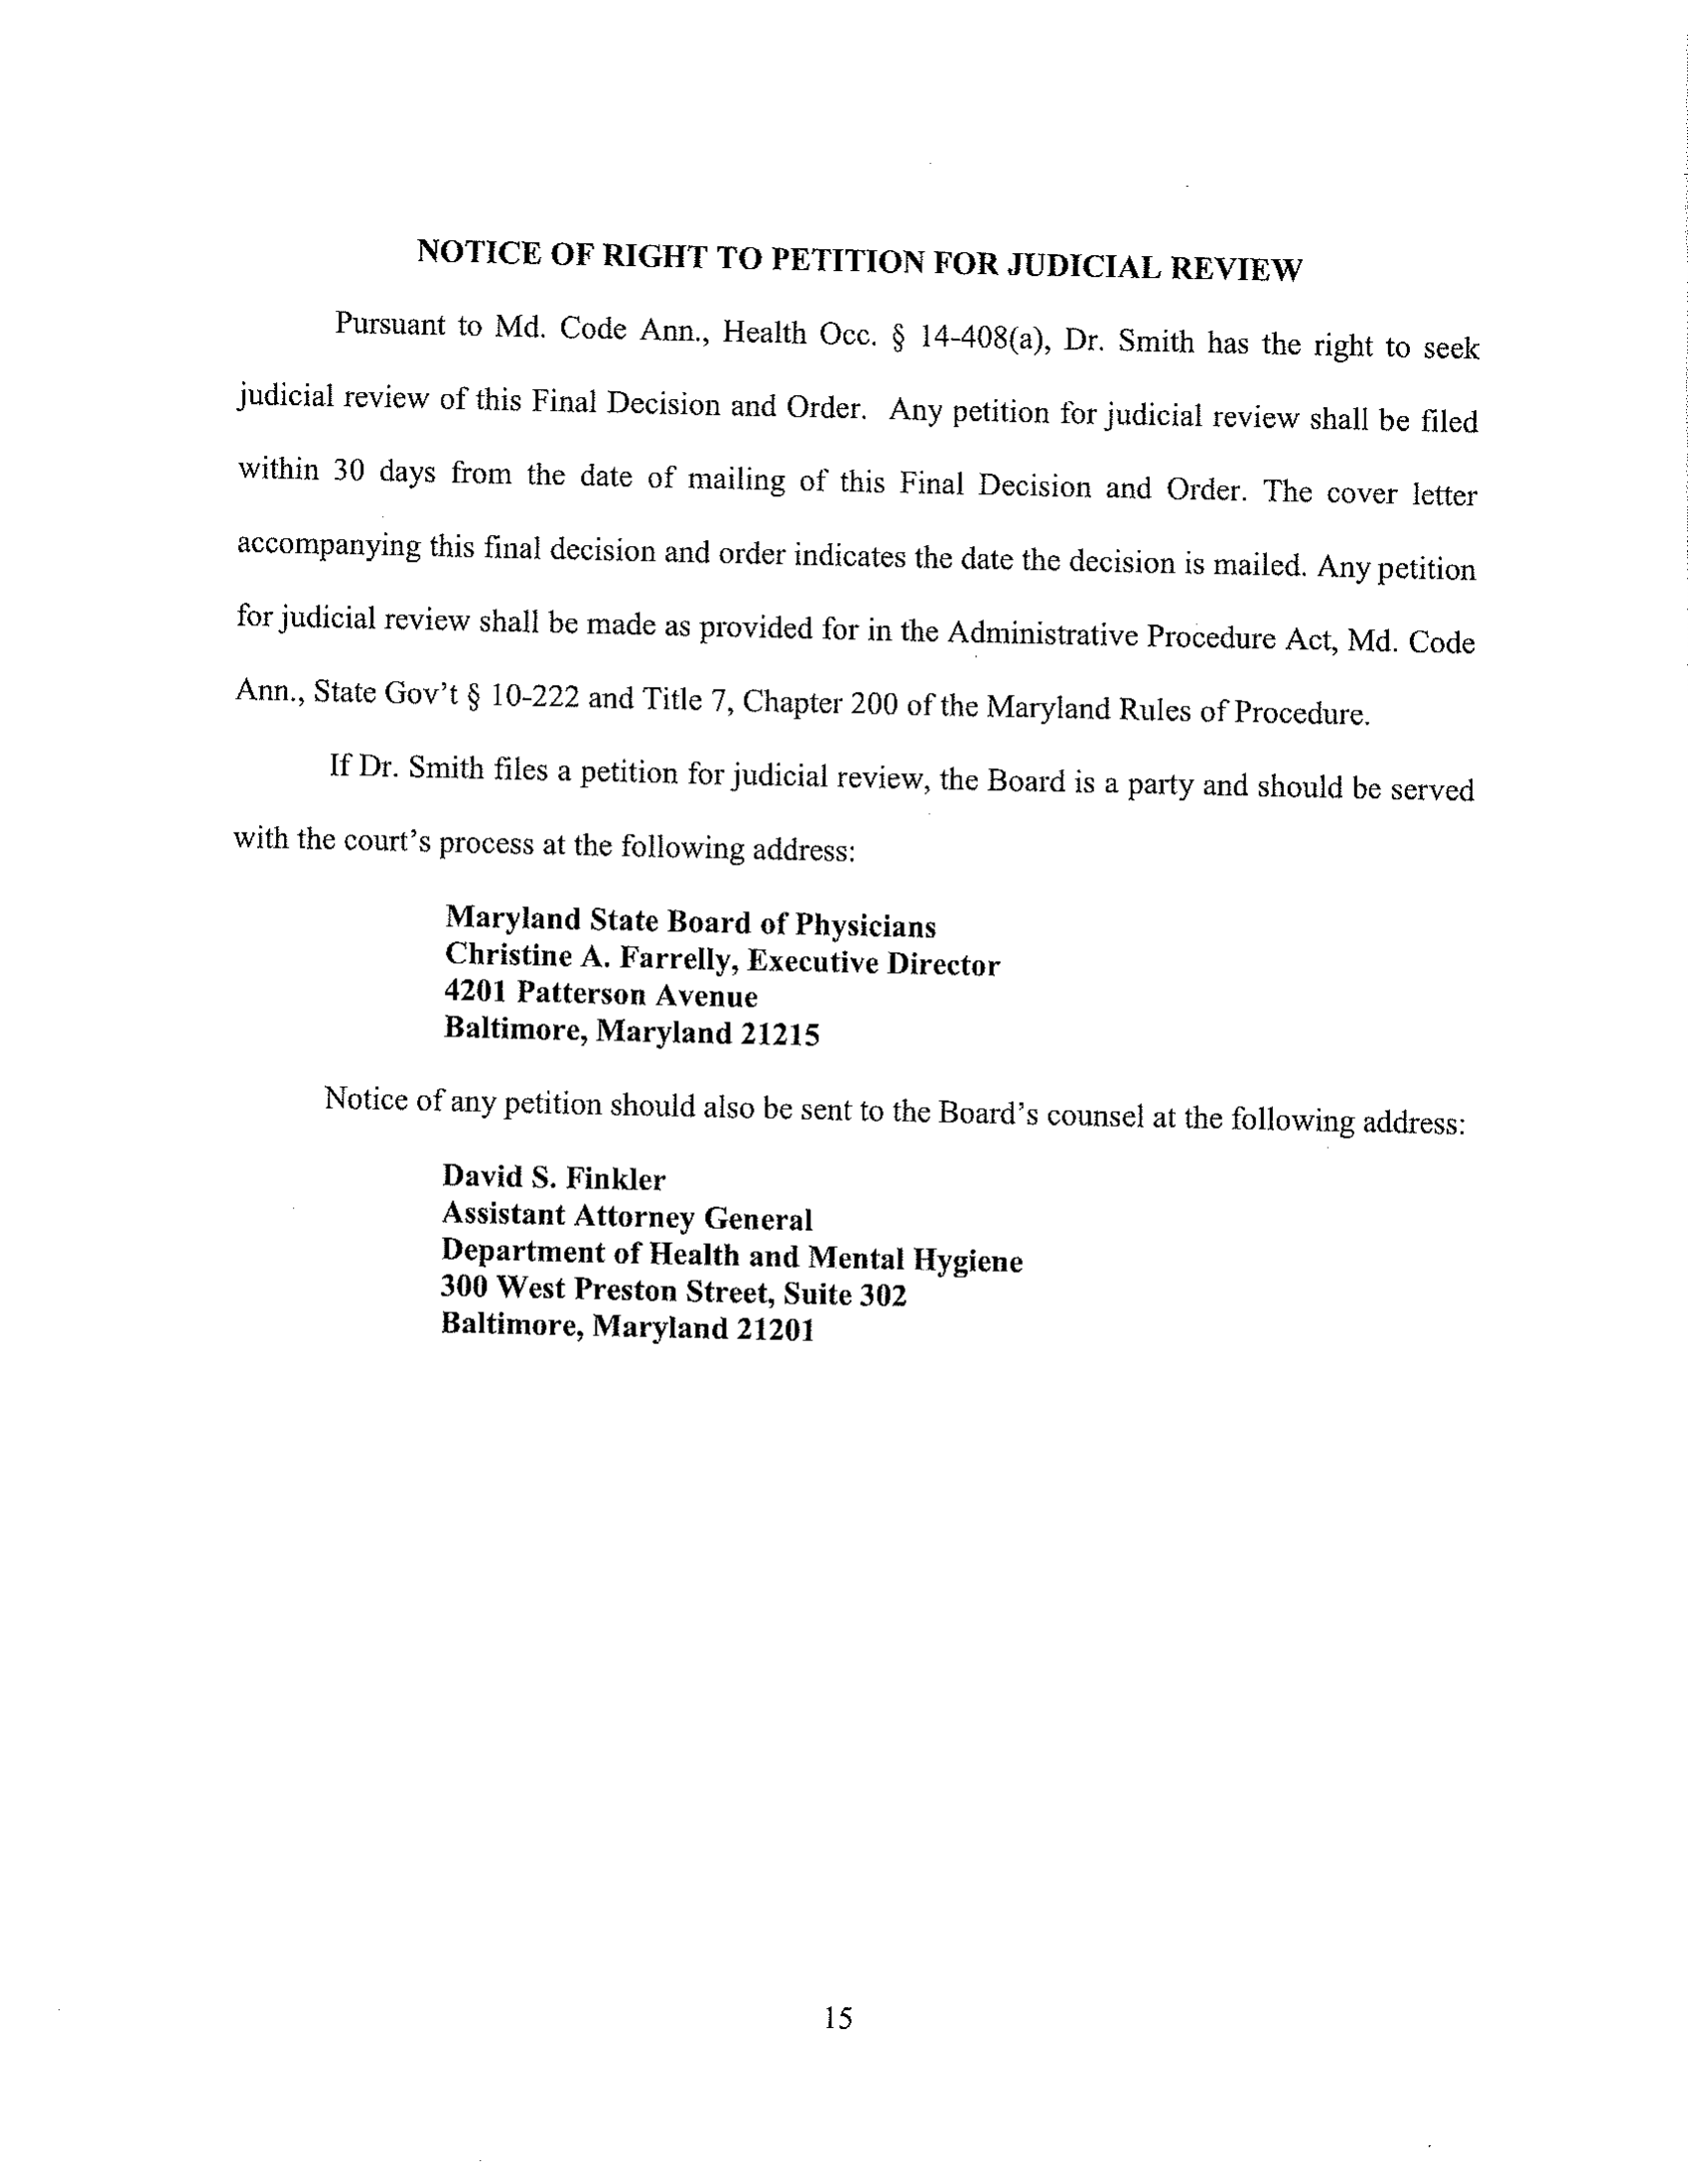 NOTICE OF RIGHT TO PETITION FOR JUDICIAL REVIEW
Pursuant to Md. Code Ann., Health Occ. § 14-408(a), Dr. Smith has the right to seek
judicial review of this Final Decision and Order. Any petition for judicial review shall be filed
within 30 days from the date of mailing of this Final Decision and Order. The cover letter
accompanying this final decision and order indicates the date the decision is mailed. Any petition
for judicial review shall be made as provided for in the Administrative Procedure Act, Md. Code
Ann., State Gov't § 10-222 and Title 7, Chapter 200 of the Maryland Rules of Procedure.
If Dr. Smith files a petition for judicial review, the Board is a party and should be served
with the court's process at the following address:
Maryland State Board of Physicians
Christine A. Farrelly, Executive Director
4201 Patterson Avenue
Baltimore, Maryland 21215
Notice of any petition should also be sent to the Board's counsel at the following address:
David S. Finkler
Assistant Attorney General
Department of Health and Mental Hygiene
300 West Preston Street, Suite 302
Baltimore, Maryland 21201
15